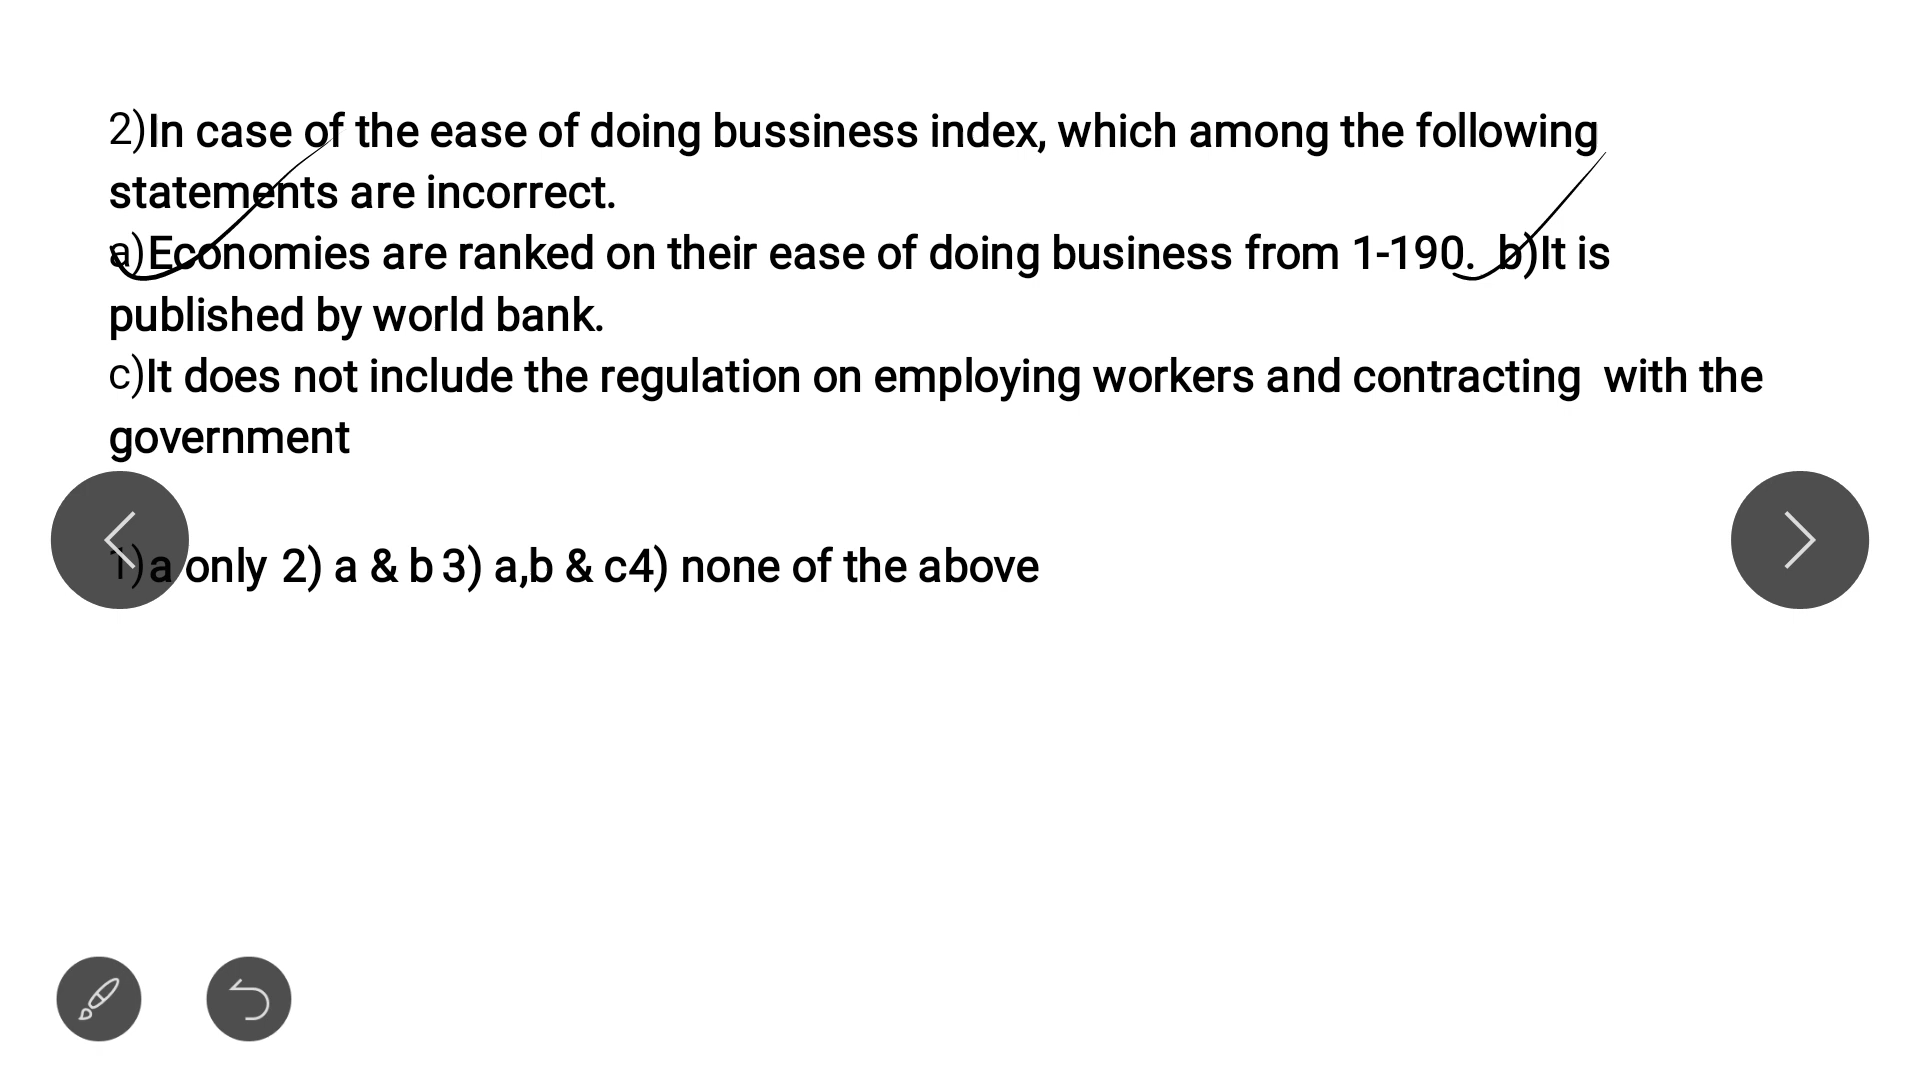 2)In case of the ease of doing bussiness index, which among the following
statements are incorrect.
a)Economies are ranked on their ease of doing business from 1-190.  b)It is
published by world bank.
c)It does not include the regulation on employing workers and contracting  with the
government
1)a only 2) a & b 3) a,b & c4) none of the above